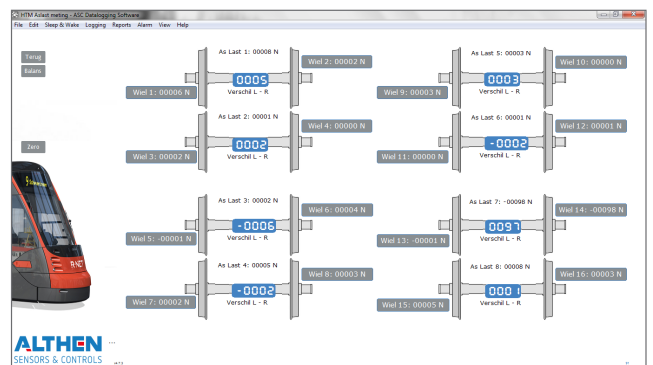 HTM Aslast meting - ASC Datalogging Software
File Edit Sleep & Wake Logging Reports Alarm View Help
Terug
Balans
Zero
As Last 1: 00008 N
Wiel 2: 00002 N
0005
Wiel 1: 00006 N
Verschil L - R
As Last 2: 00001 N
Wiel 4: 00000 N
0002
Wiel 3: 00002 N
Verschil L - R
As Last 3: 00002 N
Wiel 6: 00004 N
-0006
Wiel 5: -00001 N
Verschil L - R
As Last 4: 00005 N
Wiel 8: 00003 N
-0002
Wiel 7: 00002 N
Verschil L - R
As Last 5: 00003 N
Wiel 10: 00000 N
0003
Wiel 9: 00003 N
Verschil L - R
As Last 6: 00001 N
Wiel 12: 00001 N
-0002
Wiel 11: 00000 N
Verschil L - R
As Last 7: -00098 N
Wiel 14: -00098 N
0097
Wiel 13: -00001 N
Verschil L - R
As Last 8: 00008 N
Wiel 16: 00003 N
0001
Wiel 15: 00005 N
Verschil L - R
R NET
ALTHEN
SENSORS & CONTROLS